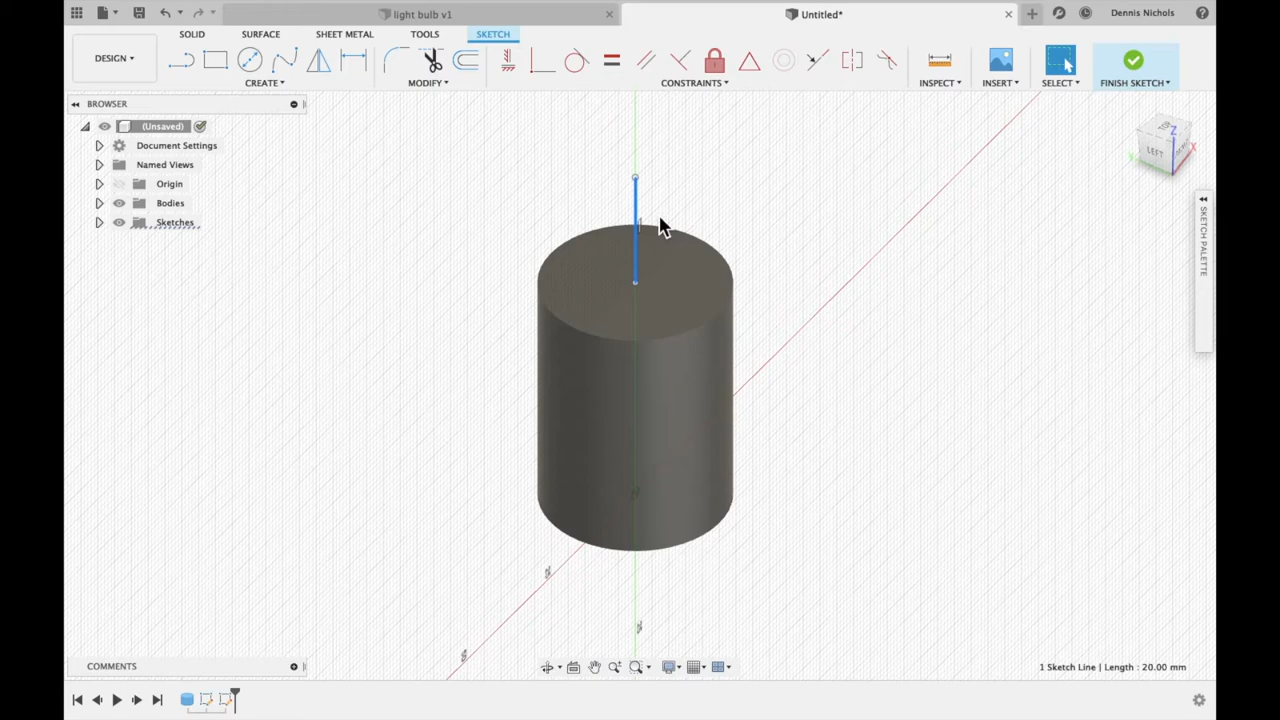 light bulb v1
Untitled*
Dennis Nichols
SOLID
SURFACE
SHEET METAL
TOOLS
SKETCH
DESIGN
CREATE
MODIFY
CONSTRAINTS
INSPECT
INSERT
SELECT
FINISH SKETCH
BROWSER
(Unsaved)
Document Settings
Named Views
Origin
Bodies
Sketches
Z
LEFT
X
Y
SKETCH PALETTE
COMMENTS
1 Sketch Line | Length : 20.00 mm